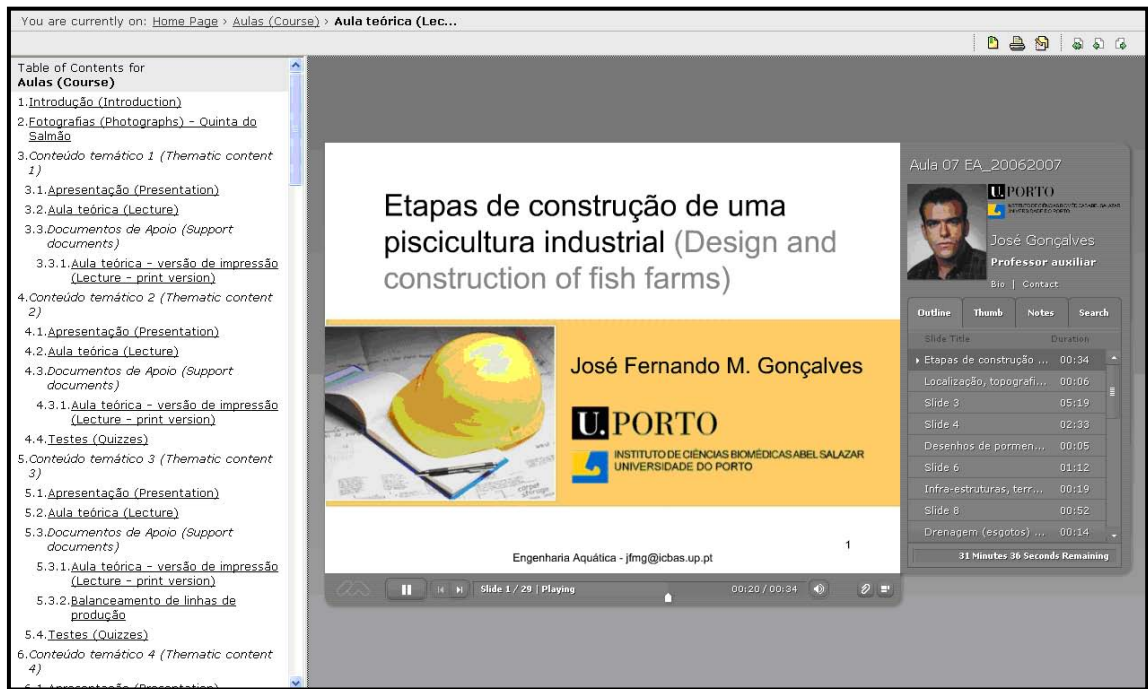 You are currently on: Home Page › Aulas (Course) › Aula teórica (Lec...
Table of Contents for
Aulas (Course)
1.Introdução (Introduction)
2.Fotografias (Photographs) - Quinta do
Salmão
3.Conteúdo temático 1 (Thematic content
1)
3.1.Apresentação (Presentation)
3.2.Aula teórica (Lecture)
3.3.Documentos de Apoio (Support
documents)
3.3.1.Aula teórica - versão de impressão
(Lecture - print version)
4.Conteúdo temático 2 (Thematic content
2)
4.1.Apresentação (Presentation)
4.2.Aula teórica (Lecture)
4.3.Documentos de Apoio (Support
documents)
4.3.1.Aula teórica - versão de impressão
(Lecture - print version)
4.4.Testes (Quizzes)
5.Conteúdo temático 3 (Thematic content
3)
5.1.Apresentação (Presentation)
5.2.Aula teórica (Lecture)
5.3.Documentos de Apoio (Support
documents)
5.3.1.Aula teórica - versão de impressão
(Lecture - print version)
5.3.2.Balanceamento de linhas de
produção
5.4.Testes (Quizzes)
6.Conteúdo temático 4 (Thematic content
4)
6.1.Apresentação (Presentation)
Etapas de construção de uma
piscicultura industrial (Design and
construction of fish farms)
José Fernando M. Gonçalves
U. PORTO
INSTITUTO DE CIÊNCIAS BIOMÉDICAS ABEL SALAZAR
UNIVERSIDADE DO PORTO
1
Engenharia Aquática - jfmg@icbas.up.pt
Slide 1 / 29 | Playing
00:20 / 00:34
Aula 07 EA_20062007
U. PORTO
INSTITUTO DE CIÊNCIAS BIOMÉDICAS ABEL SALAZAR
UNIVERSIDADE DO PORTO
José Gonçalves
Professor auxiliar
Bio | Contact
Outline Thumb Notes Search
Slide Title Duration
Etapas de construção ... 00:34
Localização, topografi... 00:06
Slide 3 05:19
Slide 4 02:33
Desenhos de pormen... 00:05
Slide 6 01:12
Infra-estruturas, terr... 00:19
Slide 8 00:52
Drenagem (esgotos) ... 00:14
31 Minutes 36 Seconds Remaining